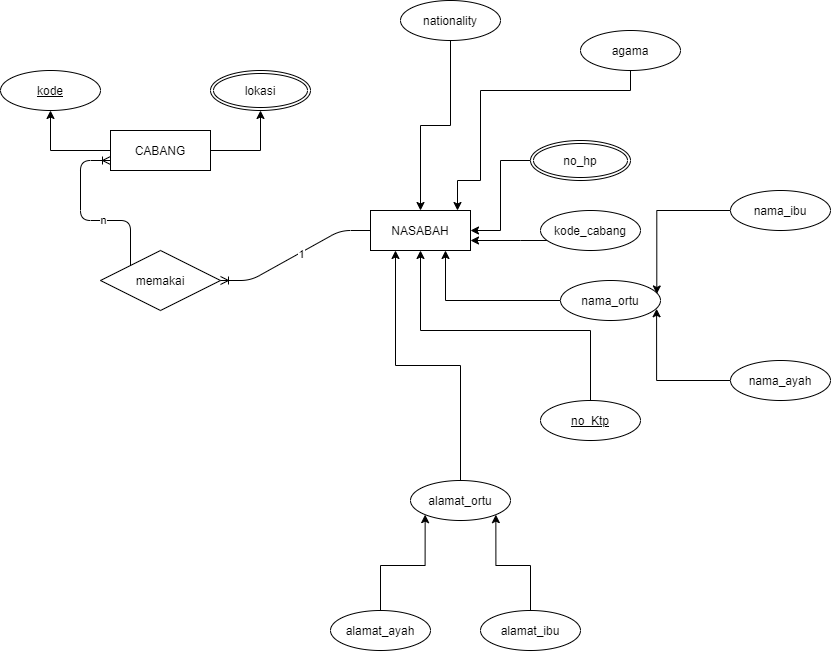 nationality
agama
kode
lokasi
CABANG
no_hp
n
NASABAH
kode_cabang
nama_ibu
1
memakai
nama_ortu
nama_ayah
no_Ktp
alamat_ortu
alamat_ayah
alamat_ibu